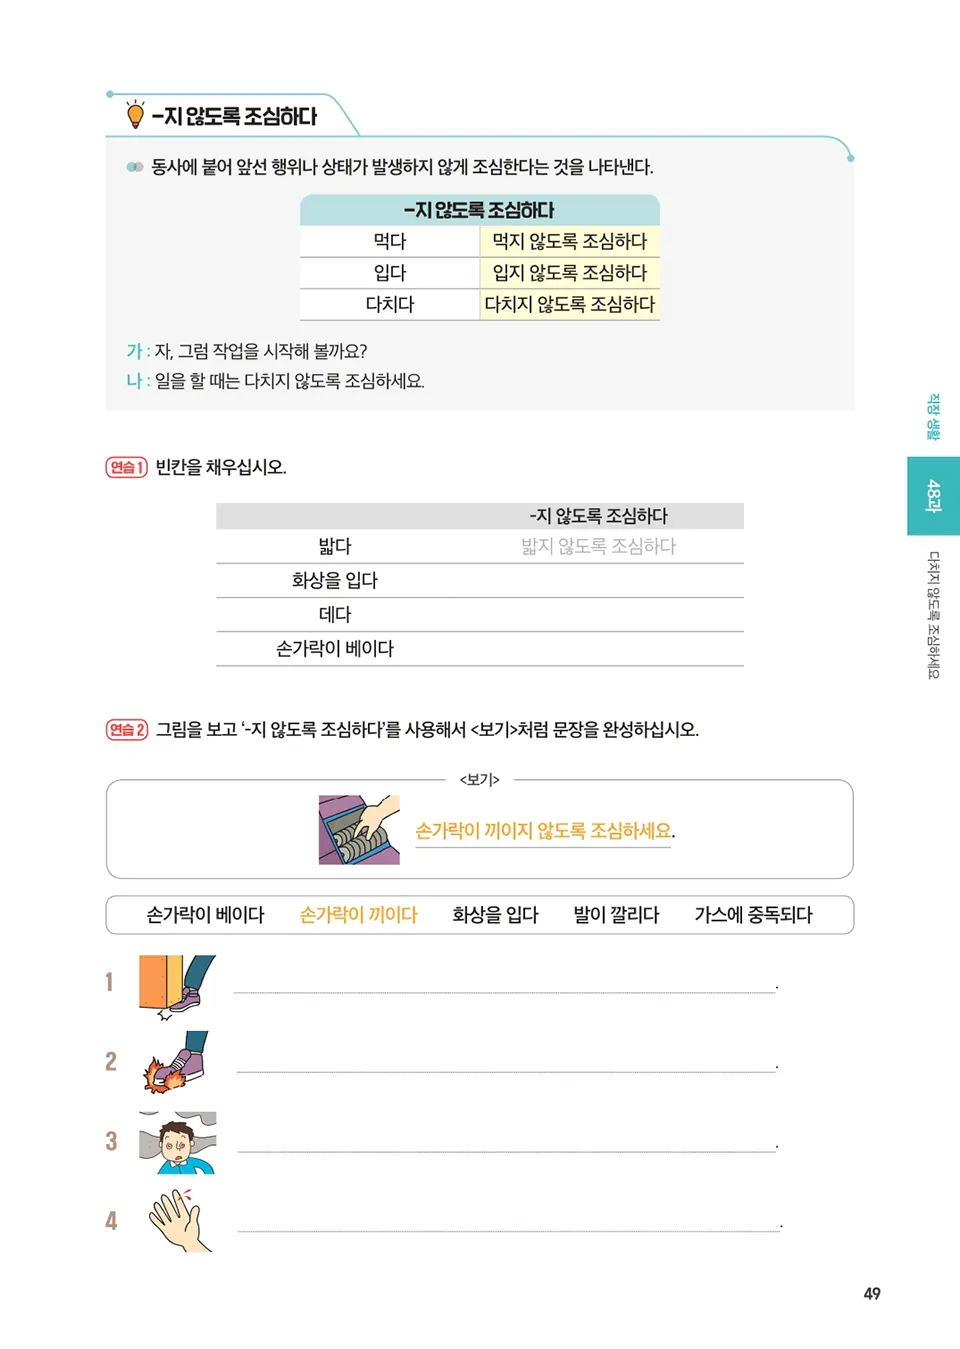 -지 않도록 조심하다
동사에 붙어 앞선 행위나 상태가 발생하지 않게 조심한다는 것을 나타낸다.
-지 않도록 조심하다
먹다 먹지 않도록 조심하다
입다 입지 않도록 조심하다
다치다 다치지 않도록 조심하다
가 : 자, 그럼 작업을 시작해 볼까요?
나 : 일을 할 때는 다치지 않도록 조심하세요.
연습 1 빈칸을 채우십시오.
-지 않도록 조심하다
밟다 밟지 않도록 조심하다
화상을 입다
데다
손가락이 베이다
연습 2 그림을 보고 ‘-지 않도록 조심하다’를 사용해서 <보기>처럼 문장을 완성하십시오.
<보기>
손가락이 끼이지 않도록 조심하세요.
손가락이 베이다 손가락이 끼이다 화상을 입다 발이 깔리다 가스에 중독되다
1 .
2 .
3 .
4 .
직장 생활
48과
다치지 않도록 조심하세요
49